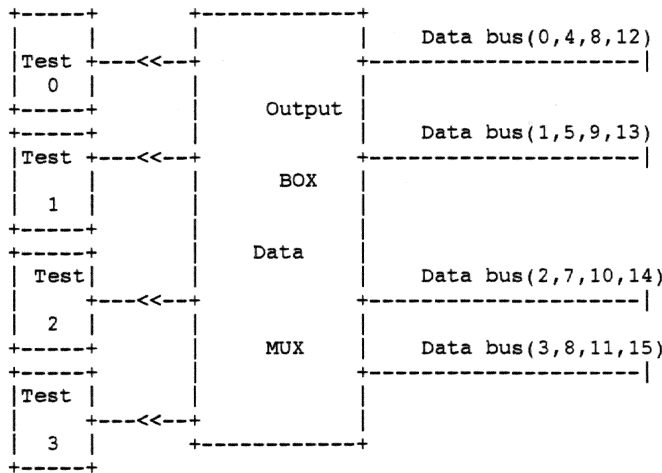 Data bus(0,4,8,12)
Test
0
Output
Data bus(1,5,9,13)
Test
BOX
1
Data
Test
Data bus(2,7,10,14)
2
MUX
Data bus(3,8,11,15)
Test
3